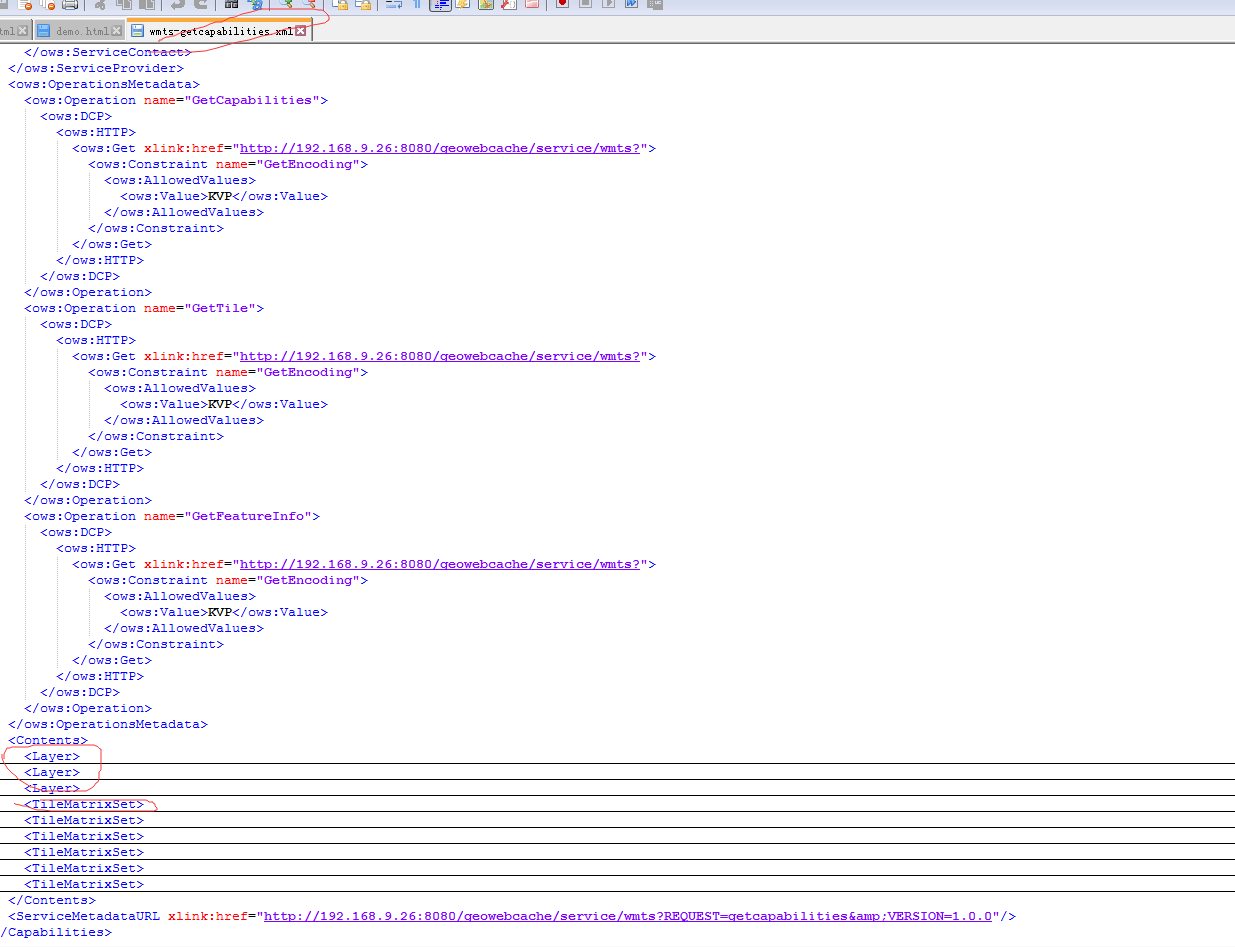 tml
demo.html
wmts-getcapabilities.xml
</ows:ServiceContact>
</ows:ServiceProvider>
<ows:OperationsMetadata>
<ows:Operation name="GetCapabilities">
<ows:DCP>
<ows:HTTP>
<ows:Get xlink:href="http://192.168.9.26:8080/geowebcache/service/wmts?">
<ows:Constraint name="GetEncoding">
<ows:AllowedValues>
<ows:Value>KVP</ows:Value>
</ows:AllowedValues>
</ows:Constraint>
</ows:Get>
</ows:HTTP>
</ows:DCP>
</ows:Operation>
<ows:Operation name="GetTile">
<ows:DCP>
<ows:HTTP>
<ows:Get xlink:href="http://192.168.9.26:8080/geowebcache/service/wmts?">
<ows:Constraint name="GetEncoding">
<ows:AllowedValues>
<ows:Value>KVP</ows:Value>
</ows:AllowedValues>
</ows:Constraint>
</ows:Get>
</ows:HTTP>
</ows:DCP>
</ows:Operation>
<ows:Operation name="GetFeatureInfo">
<ows:DCP>
<ows:HTTP>
<ows:Get xlink:href="http://192.168.9.26:8080/geowebcache/service/wmts?">
<ows:Constraint name="GetEncoding">
<ows:AllowedValues>
<ows:Value>KVP</ows:Value>
</ows:AllowedValues>
</ows:Constraint>
</ows:Get>
</ows:HTTP>
</ows:DCP>
</ows:Operation>
</ows:OperationsMetadata>
<Contents>
<Layer>
<Layer>
<Layer>
<TileMatrixSet>
<TileMatrixSet>
<TileMatrixSet>
<TileMatrixSet>
<TileMatrixSet>
<TileMatrixSet>
</Contents>
<ServiceMetadataURL xlink:href="http://192.168.9.26:8080/geowebcache/service/wmts?REQUEST=getcapabilities&amp;VERSION=1.0.0"/>
/Capabilities>